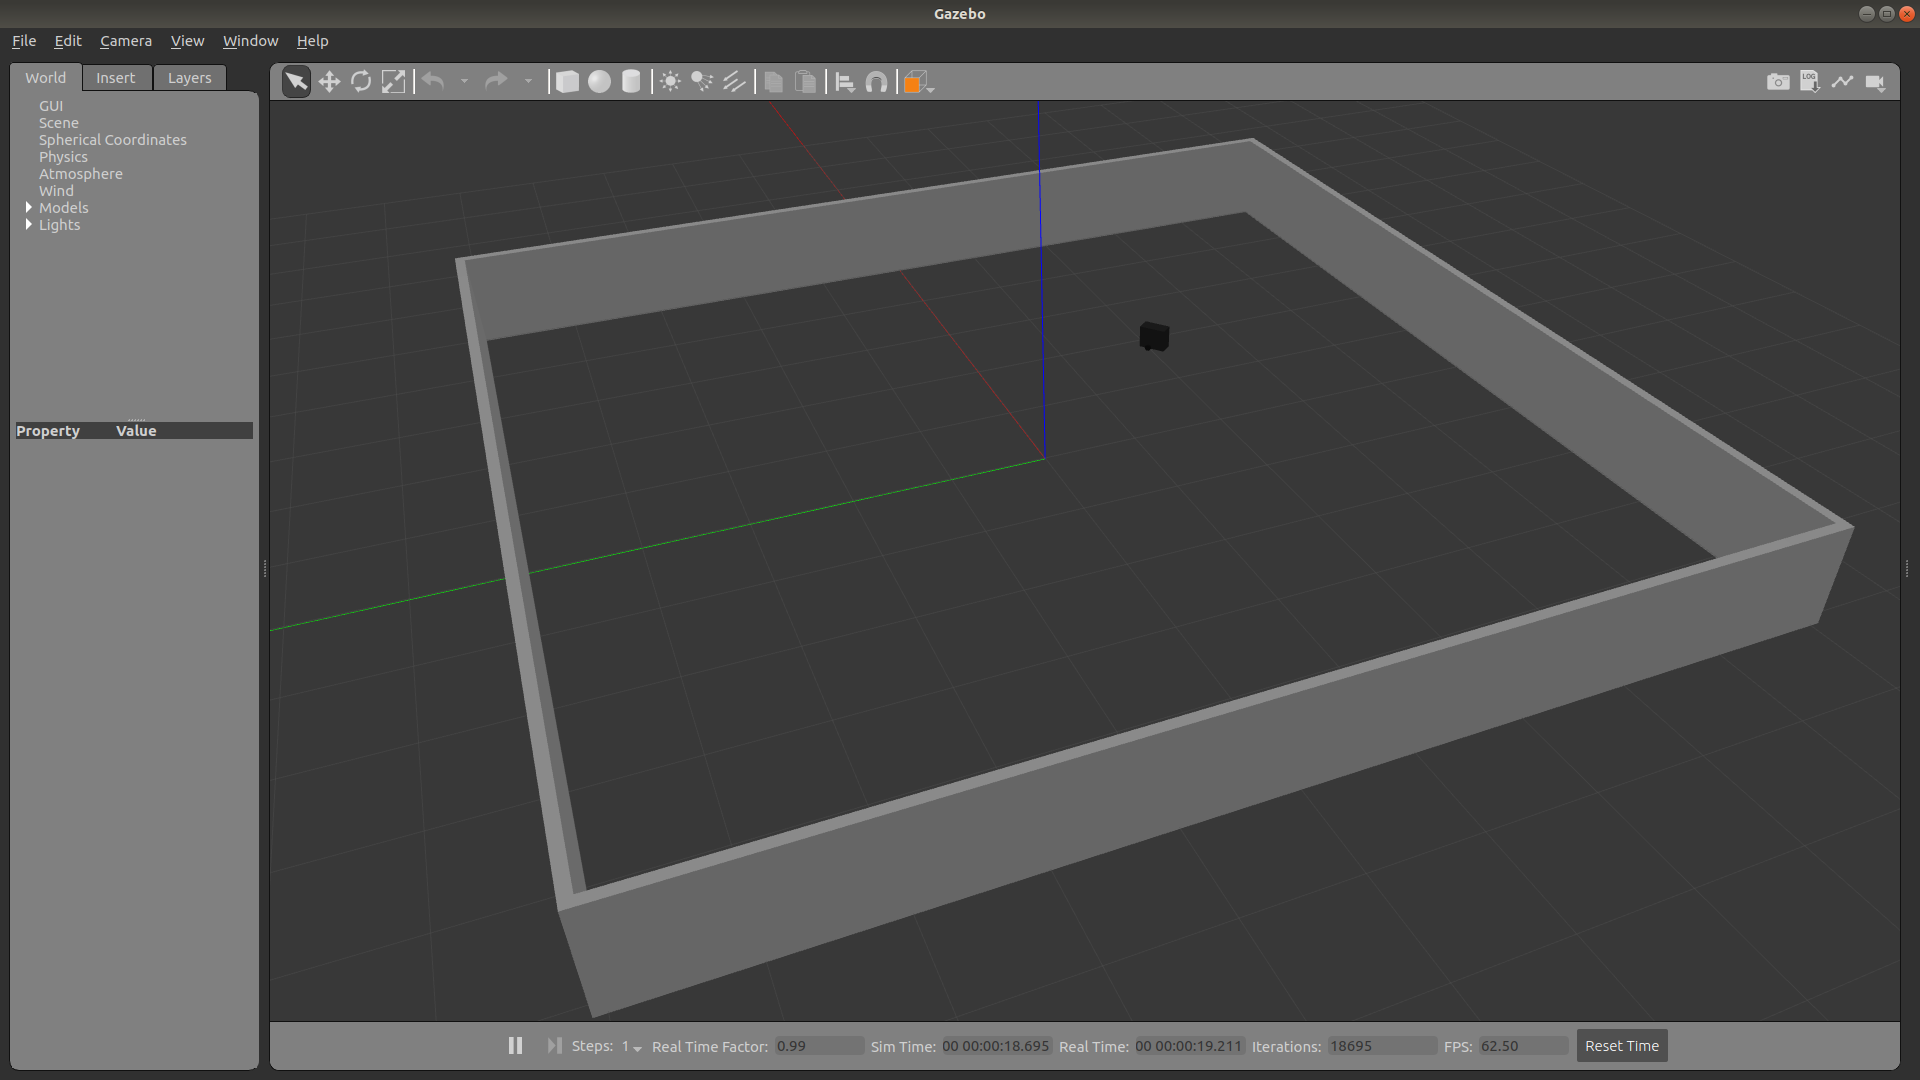 Gazebo
File Edit Camera View Window Help
World Insert Layers
LOG
GUI
Scene
Spherical Coordinates
Physics
Atmosphere
Wind
Models
Lights
Property Value
Steps: 1 Real Time Factor: 0.99 Sim Time: 00 00:00:18.695 Real Time: 00 00:00:19.211 Iterations: 18695 FPS: 62.50 Reset Time